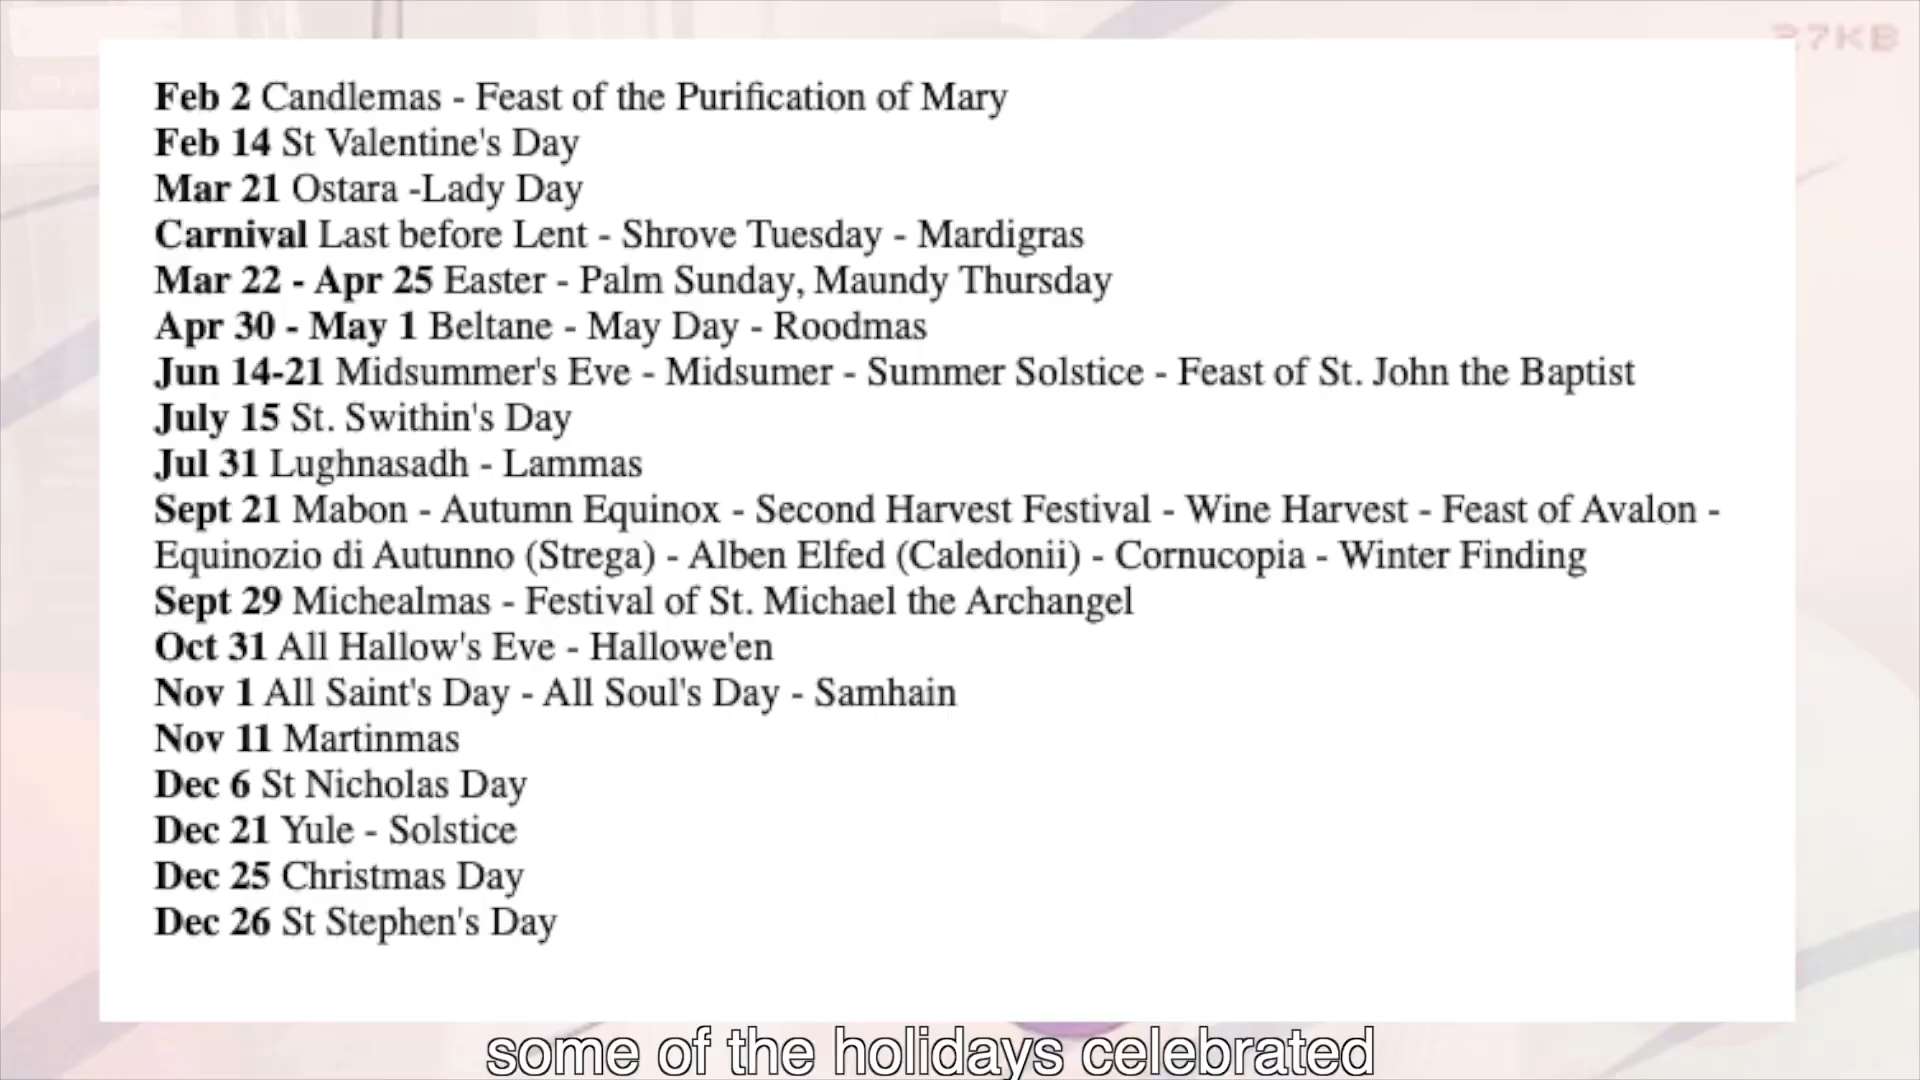 27KB
Feb 2 Candlemas - Feast of the Purification of Mary
Feb 14 St Valentine's Day
Mar 21 Ostara -Lady Day
Carnival Last before Lent - Shrove Tuesday - Mardigras
Mar 22 - Apr 25 Easter - Palm Sunday, Maundy Thursday
Apr 30 - May 1 Beltane - May Day - Roodmas
Jun 14-21 Midsummer's Eve - Midsumer - Summer Solstice - Feast of St. John the Baptist
July 15 St. Swithin's Day
Jul 31 Lughnasadh - Lammas
Sept 21 Mabon - Autumn Equinox - Second Harvest Festival - Wine Harvest - Feast of Avalon -
Equinozio di Autunno (Strega) - Alben Elfed (Caledonii) - Cornucopia - Winter Finding
Sept 29 Michealmas - Festival of St. Michael the Archangel
Oct 31 All Hallow's Eve - Hallowe'en
Nov 1 All Saint's Day - All Soul's Day - Samhain
Nov 11 Martinmas
Dec 6 St Nicholas Day
Dec 21 Yule - Solstice
Dec 25 Christmas Day
Dec 26 St Stephen's Day
some of the holidays celebrated